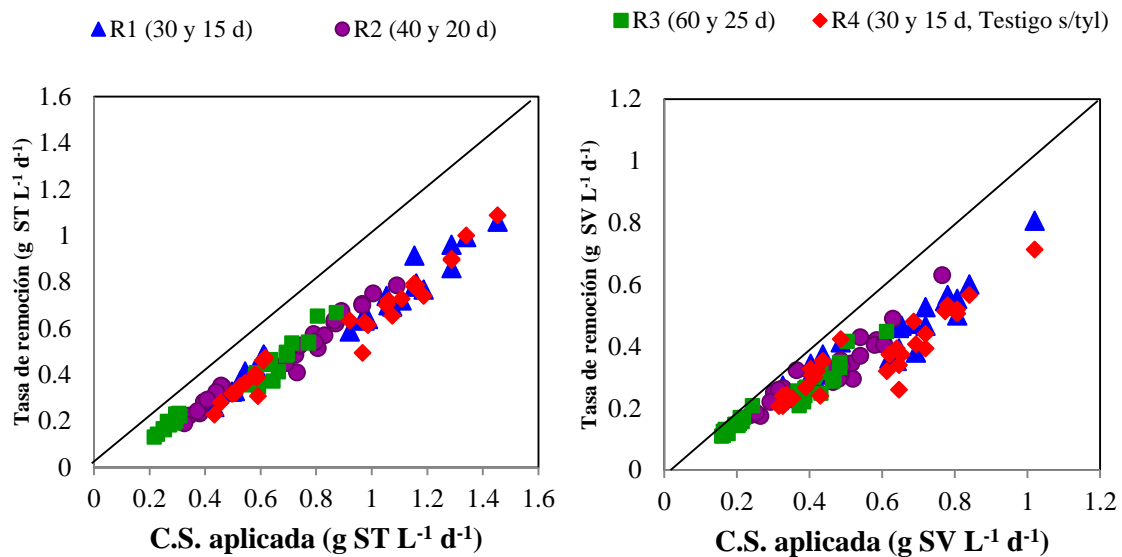 R1 (30 y 15 d)
R2 (40 y 20 d)
R3 (60 y 25 d)
R4 (30 y 15 d, Testigo s/tyl)
Tasa de remoción (g ST L-1 d-1)
1.6
1.4
1.2
1
0.8
0.6
0.4
0.2
0
0 0.2 0.4 0.6 0.8 1 1.2 1.4 1.6
C.S. aplicada (g ST L-1 d-1)
Tasa de remoción (g SV L-1 d-1)
1.2
1
0.8
0.6
0.4
0.2
0
0 0.2 0.4 0.6 0.8 1 1.2
C.S. aplicada (g SV L-1 d-1)